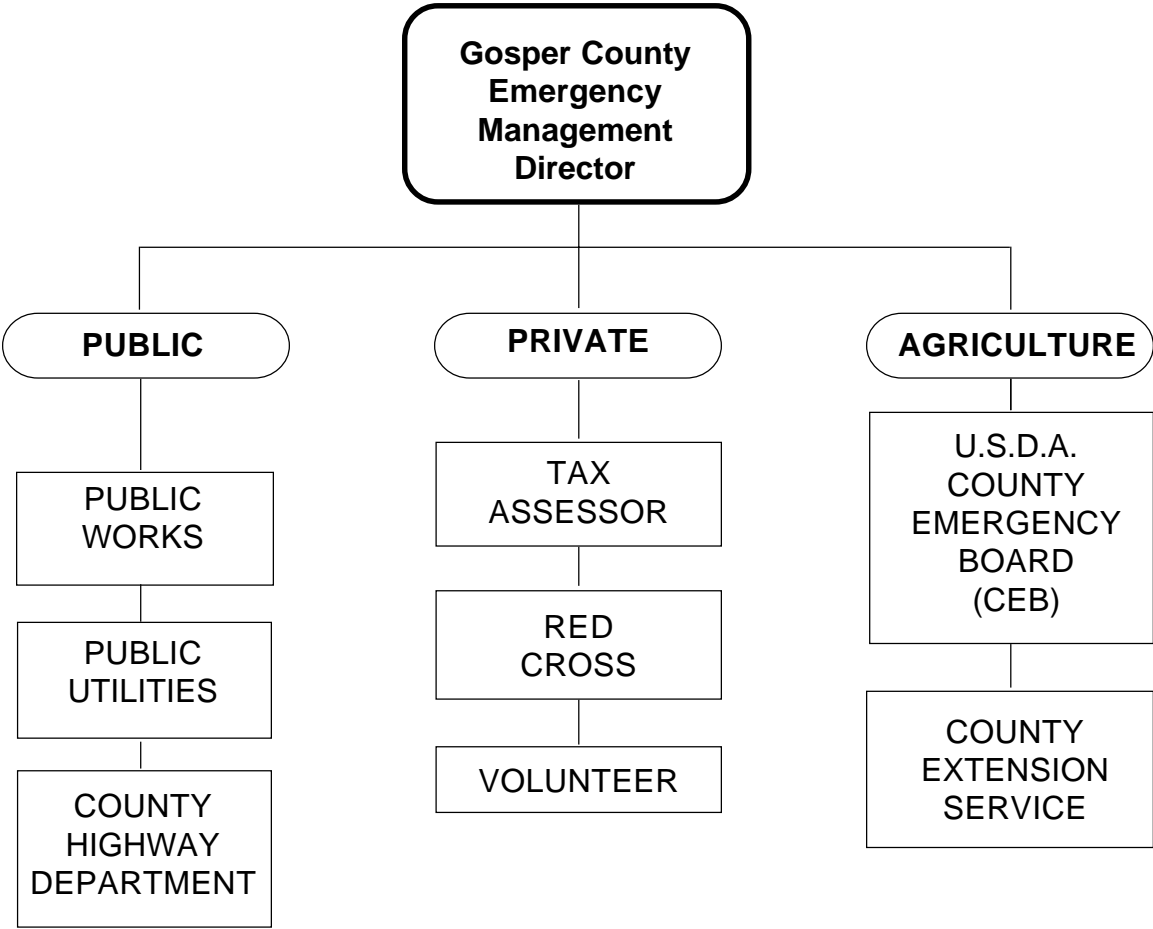 Gosper County
Emergency
Management
Director
PUBLIC
PRIVATE
AGRICULTURE
PUBLIC
WORKS
PUBLIC
UTILITIES
COUNTY
HIGHWAY
DEPARTMENT
TAX
ASSESSOR
RED
CROSS
VOLUNTEER
U.S.D.A.
COUNTY
EMERGENCY
BOARD
(CEB)
COUNTY
EXTENSION
SERVICE